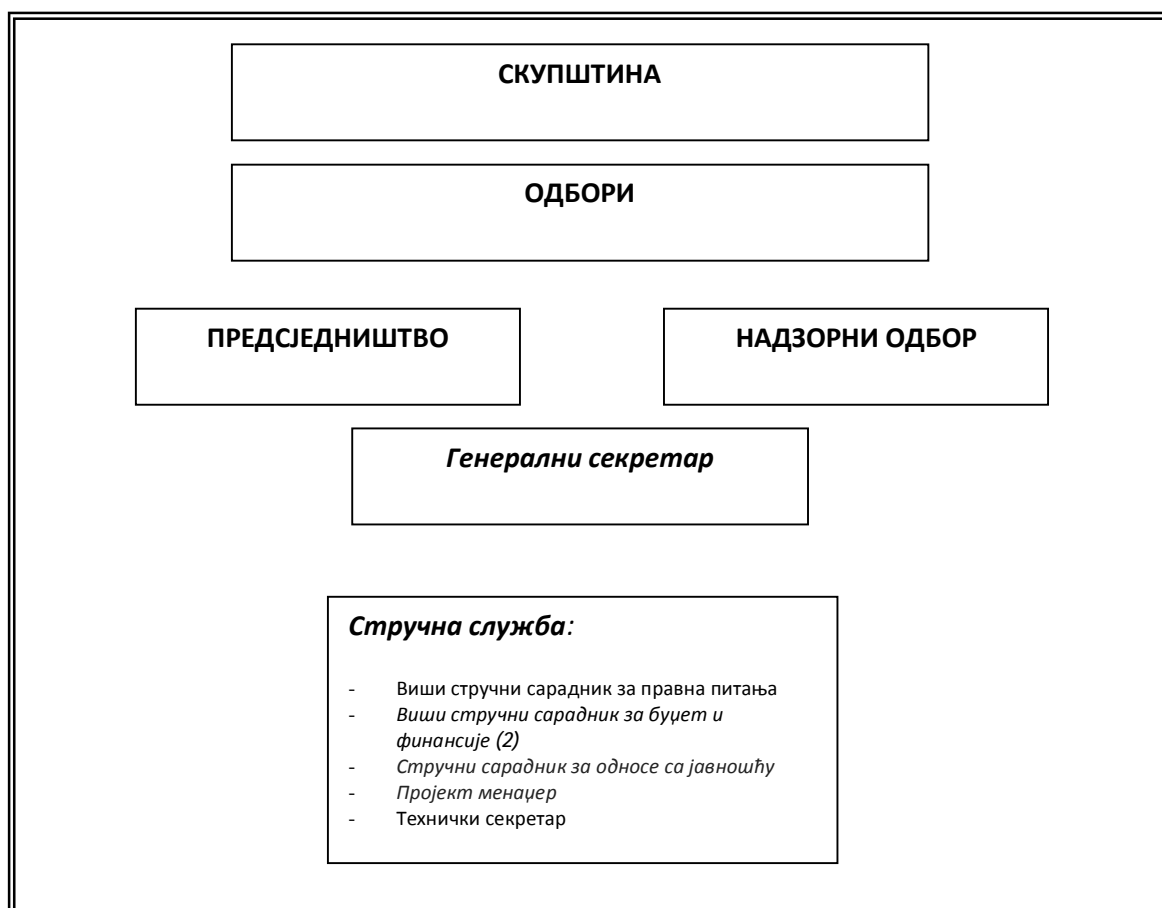 СКУПШТИНА
ОДБОРИ
ПРЕДСЈЕДНИШТВО
НАДЗОРНИ ОДБОР
Генерални секретар
Стручна служба:
- Виши стручни сарадник за правна питања
- Виши стручни сарадник за буџет и
финансије (2)
- Стручни сарадник за односе са јавношћу
- Пројект менаџер
- Технички секретар